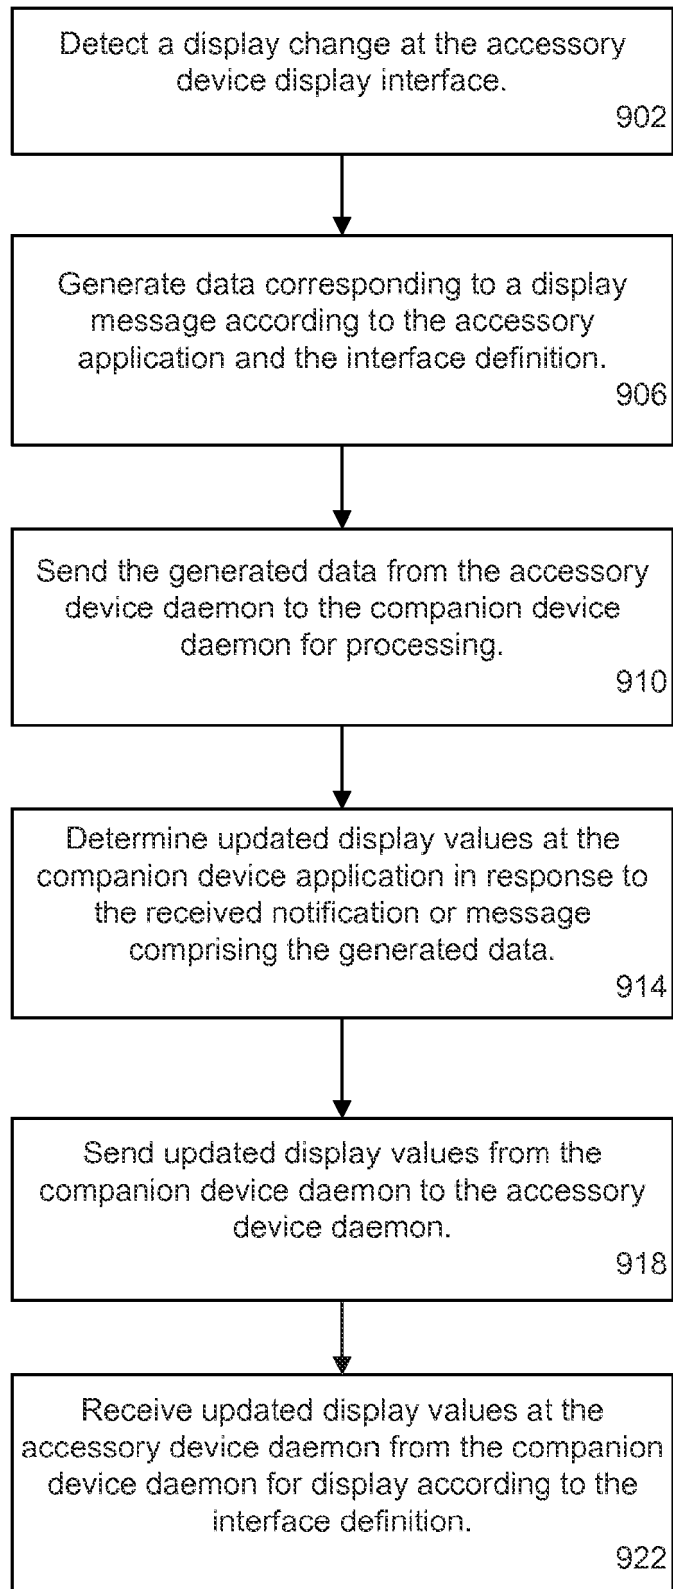 Detect a display change at the accessory
device display interface.
902
Generate data corresponding to a display
message according to the accessory
application and the interface definition.
906
Send the generated data from the accessory
device daemon to the companion device
daemon for processing.
910
Determine updated display values at the
companion device application in response to
the received notification or message
comprising the generated data.
914
Send updated display values from the
companion device daemon to the accessory
device daemon.
918
Receive updated display values at the
accessory device daemon from the companion
device daemon for display according to the
interface definition.
922